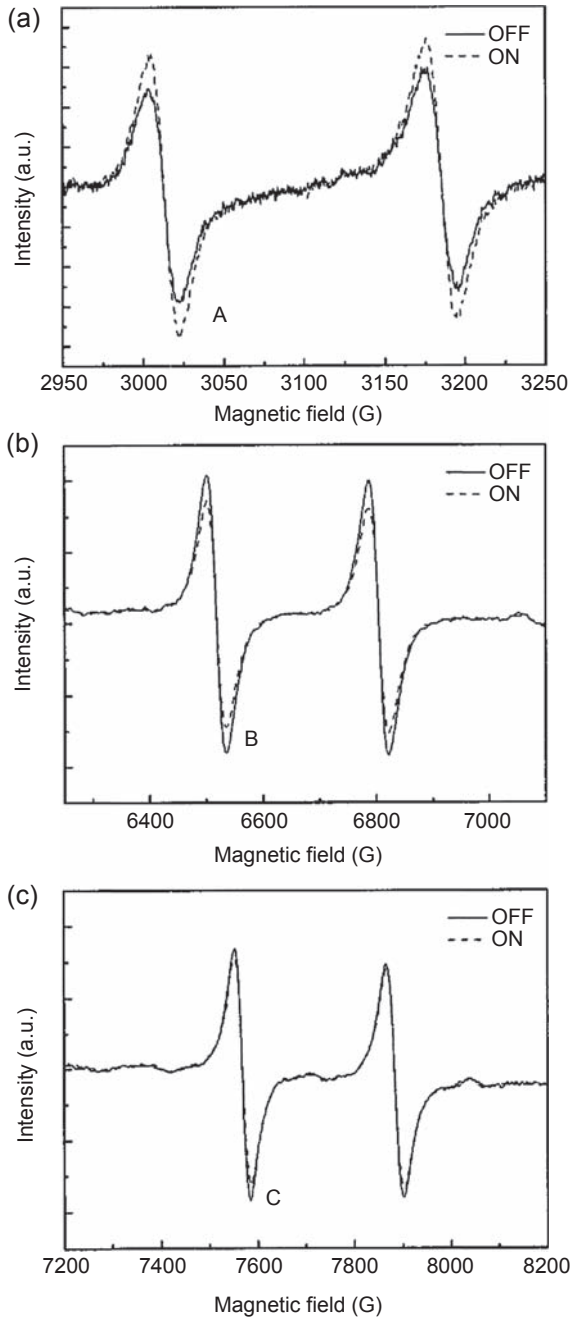 (a)
OFF
ON
Intensity (a.u.)
A
2950 3000 3050 3100 3150 3200 3250
Magnetic field (G)
(b)
OFF
ON
Intensity (a.u.)
B
6400 6600 6800 7000
Magnetic field (G)
(c)
OFF
ON
Intensity (a.u.)
C
7200 7400 7600 7800 8000 8200
Magnetic field (G)